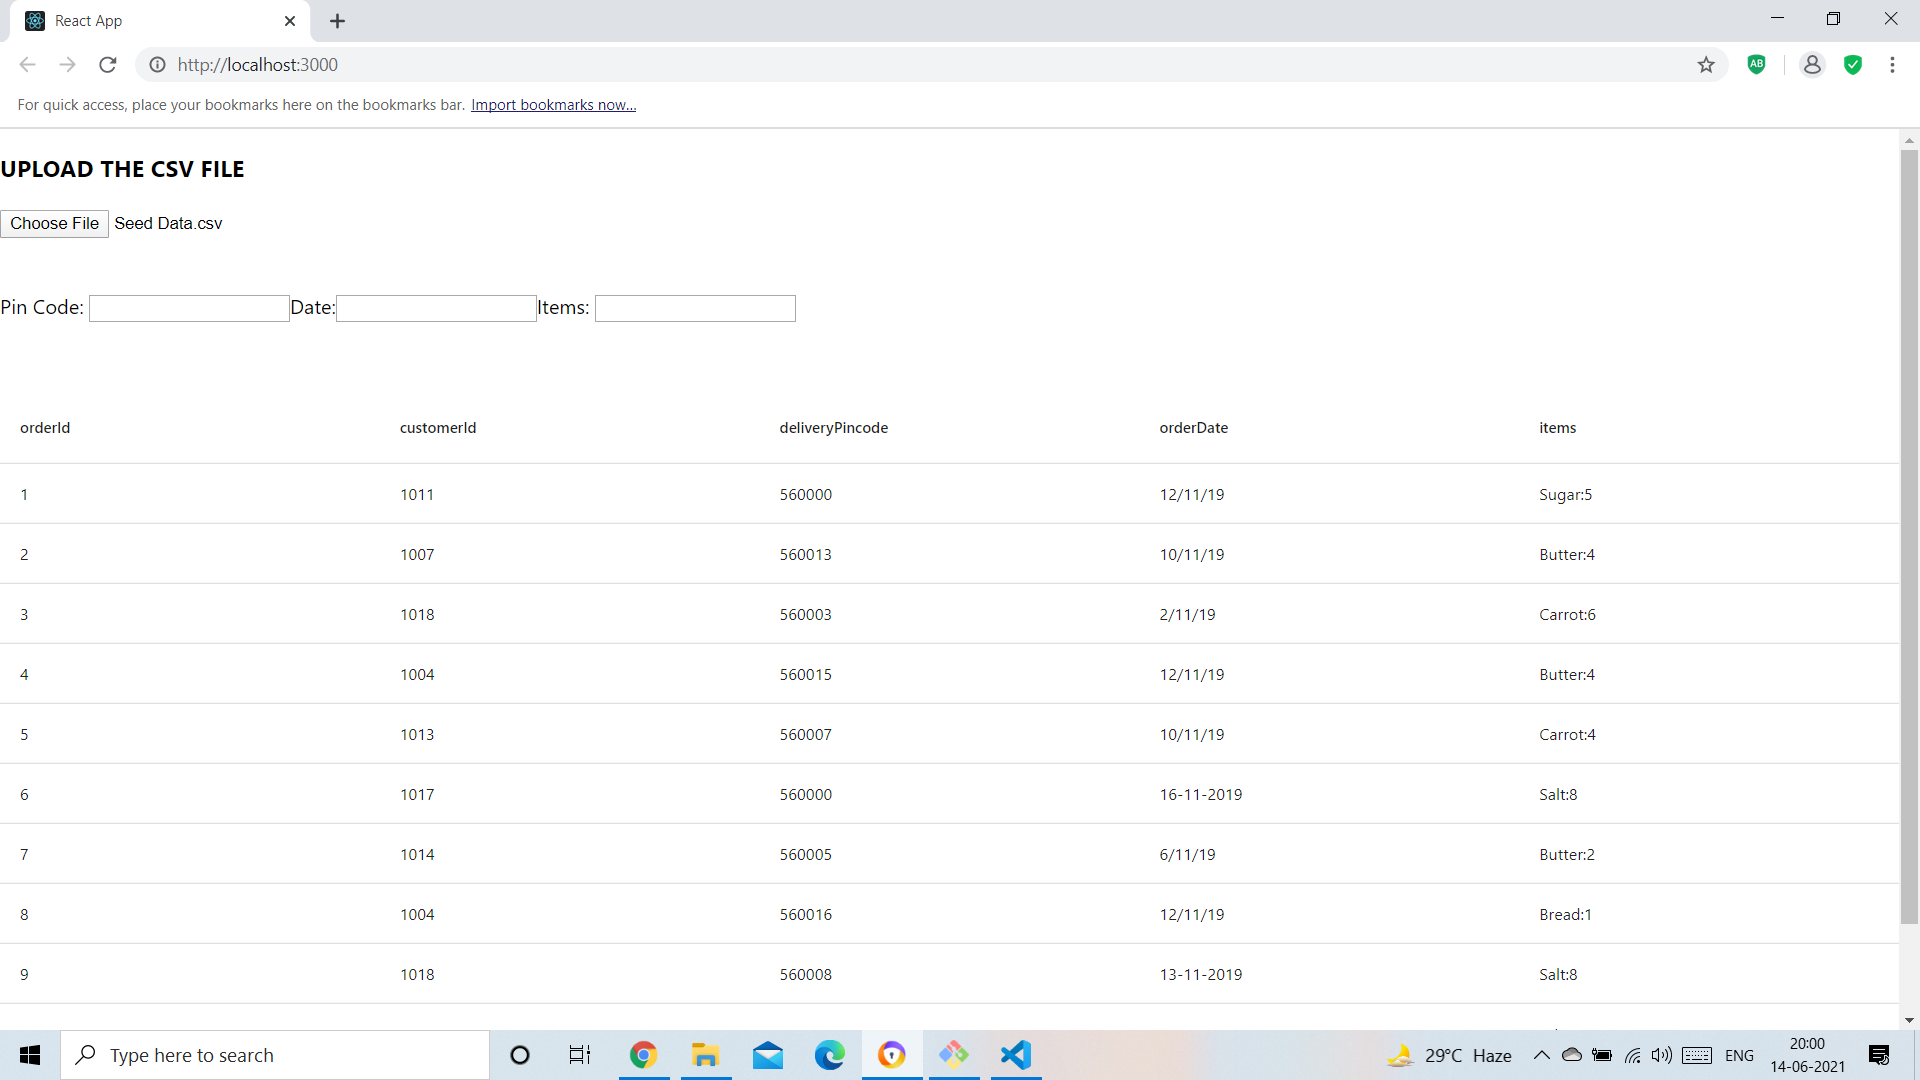 React App
http://localhost:3000
AB
For quick access, place your bookmarks here on the bookmarks bar. Import bookmarks now...
UPLOAD THE CSV FILE
Choose File Seed Data.csv
Pin Code: Date: Items:
orderId customerId deliveryPincode orderDate items
1 1011 560000 12/11/19 Sugar:5
2 1007 560013 10/11/19 Butter:4
3 1018 560003 2/11/19 Carrot:6
4 1004 560015 12/11/19 Butter:4
5 1013 560007 10/11/19 Carrot:4
6 1017 560000 16-11-2019 Salt:8
7 1014 560005 6/11/19 Butter:2
8 1004 560016 12/11/19 Bread:1
9 1018 560008 13-11-2019 Salt:8
Type here to search
29°C Haze
ENG
20:00
14-06-2021